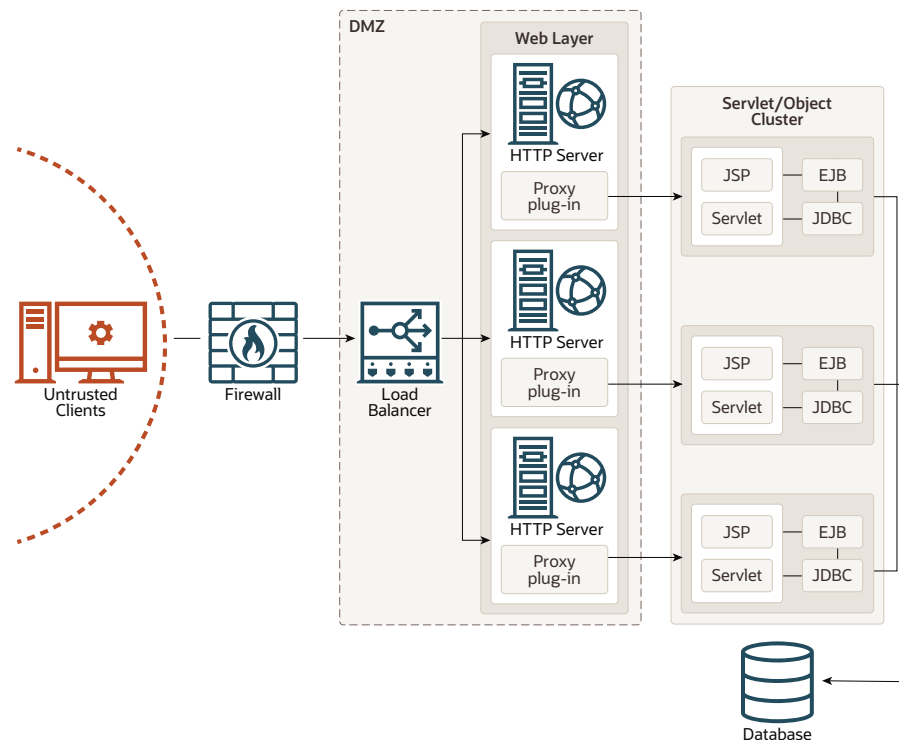 DMZ
Web Layer
HTTP Server
Proxy
plug-in
HTTP Server
Proxy
plug-in
HTTP Server
Proxy
plug-in
Servlet/Object
Cluster
JSP
EJB
Servlet
JDBC
JSP
EJB
Servlet
JDBC
JSP
EJB
Servlet
JDBC
Untrusted
Clients
Firewall
Load
Balancer
Database